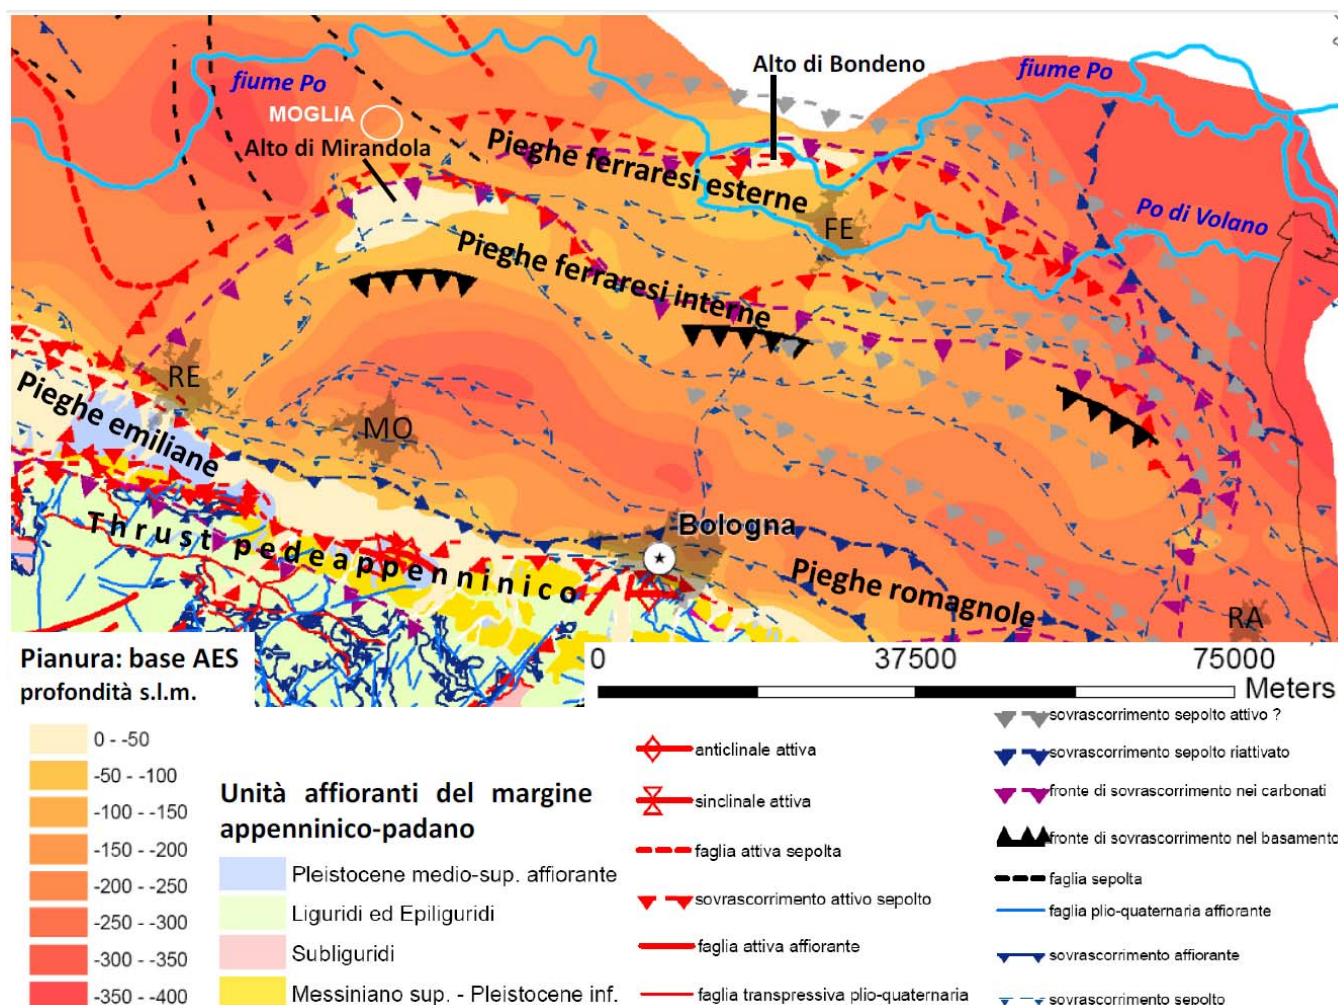 Alto di Bondeno
fiume Po
fiume Po
MOGLIA
Alto di Mirandola
Pieghe ferraresi esterne
Po di Volano
FE
Pieghe ferraresi interne
RE
Pieghe emiliane
MO
Bologna
Thrust pedeappenninico
Pieghe romagnole
RA
Pianura: base AES
profondità s.l.m.
0 37500 75000
Meters
0 - -50
-50 - -100
-100 - -150
-150 - -200
-200 - -250
-250 - -300
-300 - -350
-350 - -400
Unità affioranti del margine
appenninico-padano
Pleistocene medio-sup. affiorante
Liguridi ed Epiliguridi
Subliguridi
Messiniano sup. - Pleistocene inf.
anticlinale attiva
sinclinale attiva
faglia attiva sepolta
sovrascorrimento attivo sepolto
faglia attiva affiorante
faglia transpressiva plio-quaternaria
sovrascorrimento sepolto attivo ?
sovrascorrimento sepolto riattivato
fronte di sovrascorrimento nei carbonati
fronte di sovrascorrimento nel basamento
faglia sepolta
faglia plio-quaternaria affiorante
sovrascorrimento affiorante
sovrascorrimento sepolto